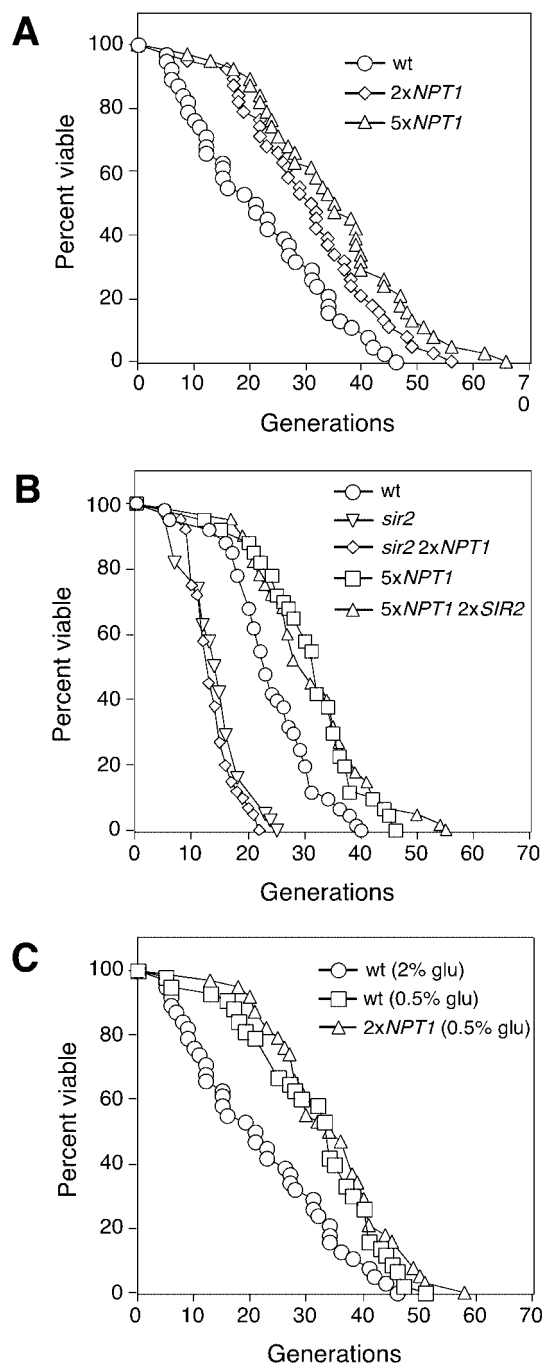 A
Percent viable
100
80
60
40
20
0
wt
2xNPT1
5xNPT1
0 10 20 30 40 50 60 7
0
Generations
B
Percent viable
100
80
60
40
20
0
wt
sir2
sir2 2xNPT1
5xNPT1
5xNPT1 2xSIR2
0 10 20 30 40 50 60 70
Generations
C
Percent viable
100
80
60
40
20
0
wt (2% glu)
wt (0.5% glu)
2xNPT1 (0.5% glu)
0 10 20 30 40 50 60 70
Generations